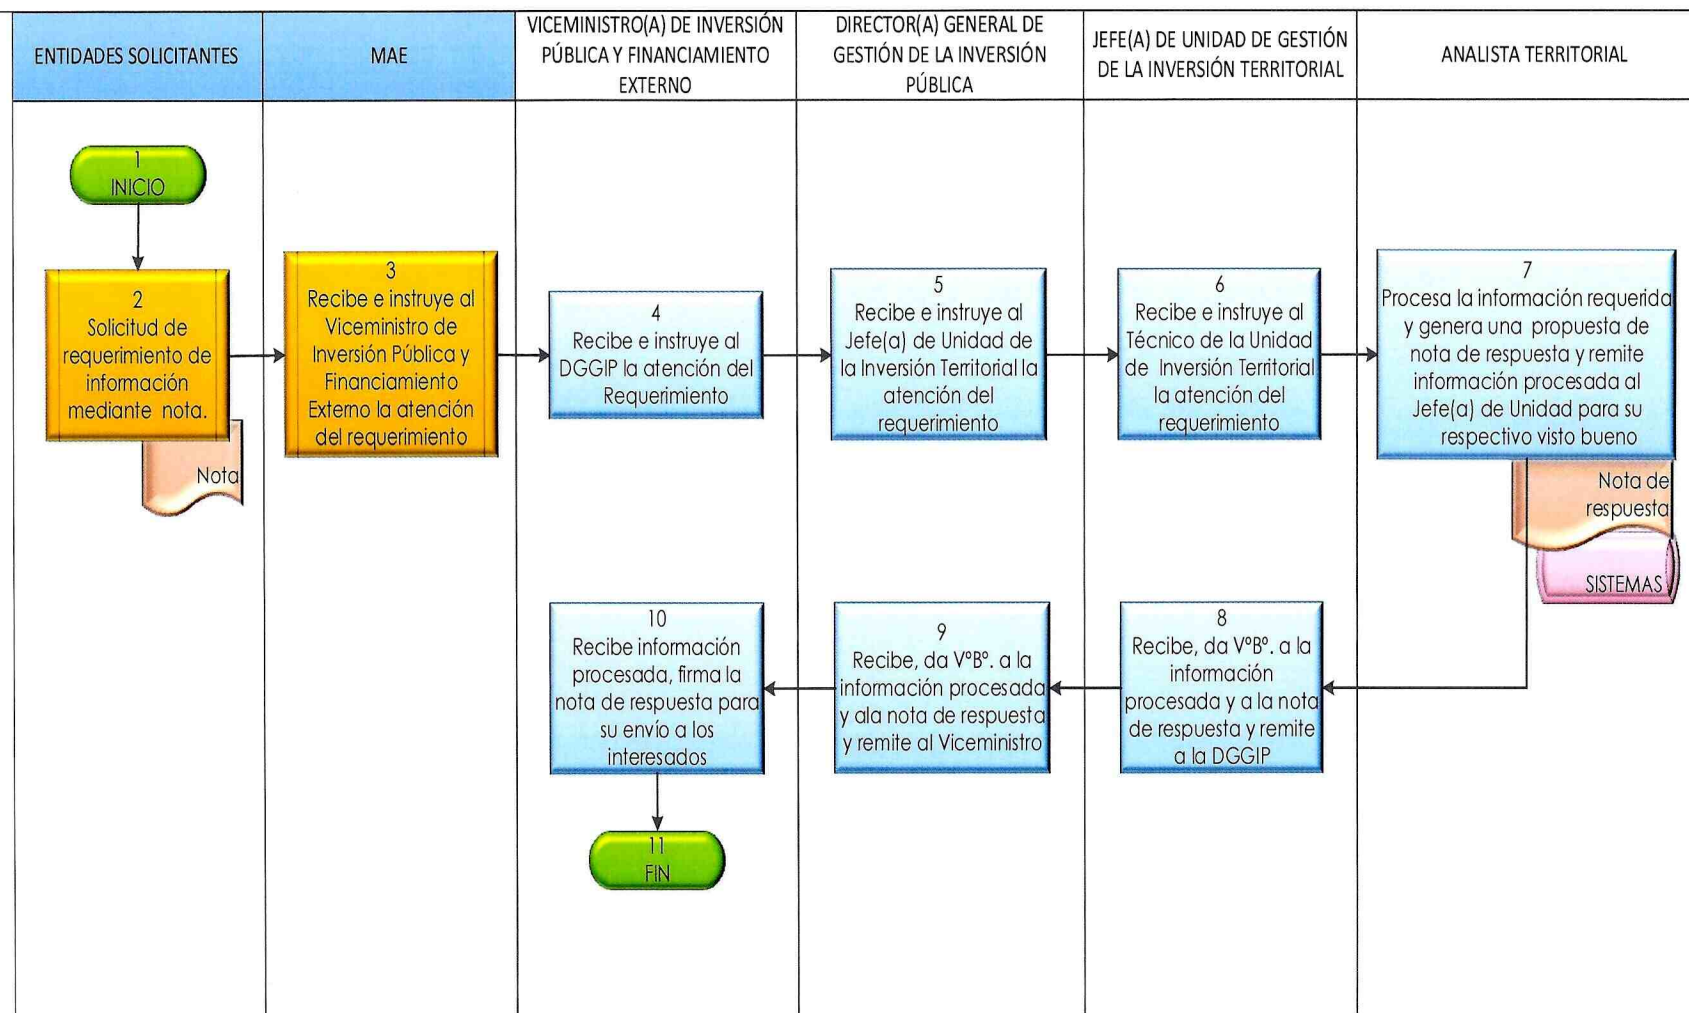 ENTIDADES SOLICITANTES
MAE
VICEMINISTRO(A) DE INVERSIÓN
PÚBLICA Y FINANCIAMIENTO
EXTERNO
DIRECTOR(A) GENERAL DE
GESTIÓN DE LA INVERSIÓN
PÚBLICA
JEFE(A) DE UNIDAD DE GESTIÓN
DE LA INVERSIÓN TERRITORIAL
ANALISTA TERRITORIAL
1
INICIO
2
Solicitud de
requerimiento de
información
mediante nota.
Nota
3
Recibe e instruye al
Viceministro de
Inversión Pública y
Financiamiento
Externo la atención
del requerimiento
4
Recibe e instruye al
DGGIP la atención del
Requerimiento
5
Recibe e instruye al
Jefe(a) de Unidad de
la Inversión Territorial la
atención del
requerimiento
6
Recibe e instruye al
Técnico de la Unidad
de Inversión Territorial
la atención del
requerimiento
7
Procesa la información requerida
y genera una propuesta de
nota de respuesta y remite
información procesada al
Jefe(a) de Unidad para su
respectivo visto bueno
Nota de
respuesta
SISTEMAS
8
Recibe, da VºBº. a la
información
procesada y a la nota
de respuesta y remite
a la DGGIP
9
Recibe, da VºBº. a la
información procesada
y ala nota de respuesta
y remite al Viceministro
10
Recibe información
procesada, firma la
nota de respuesta para
su envío a los
interesados
11
FIN